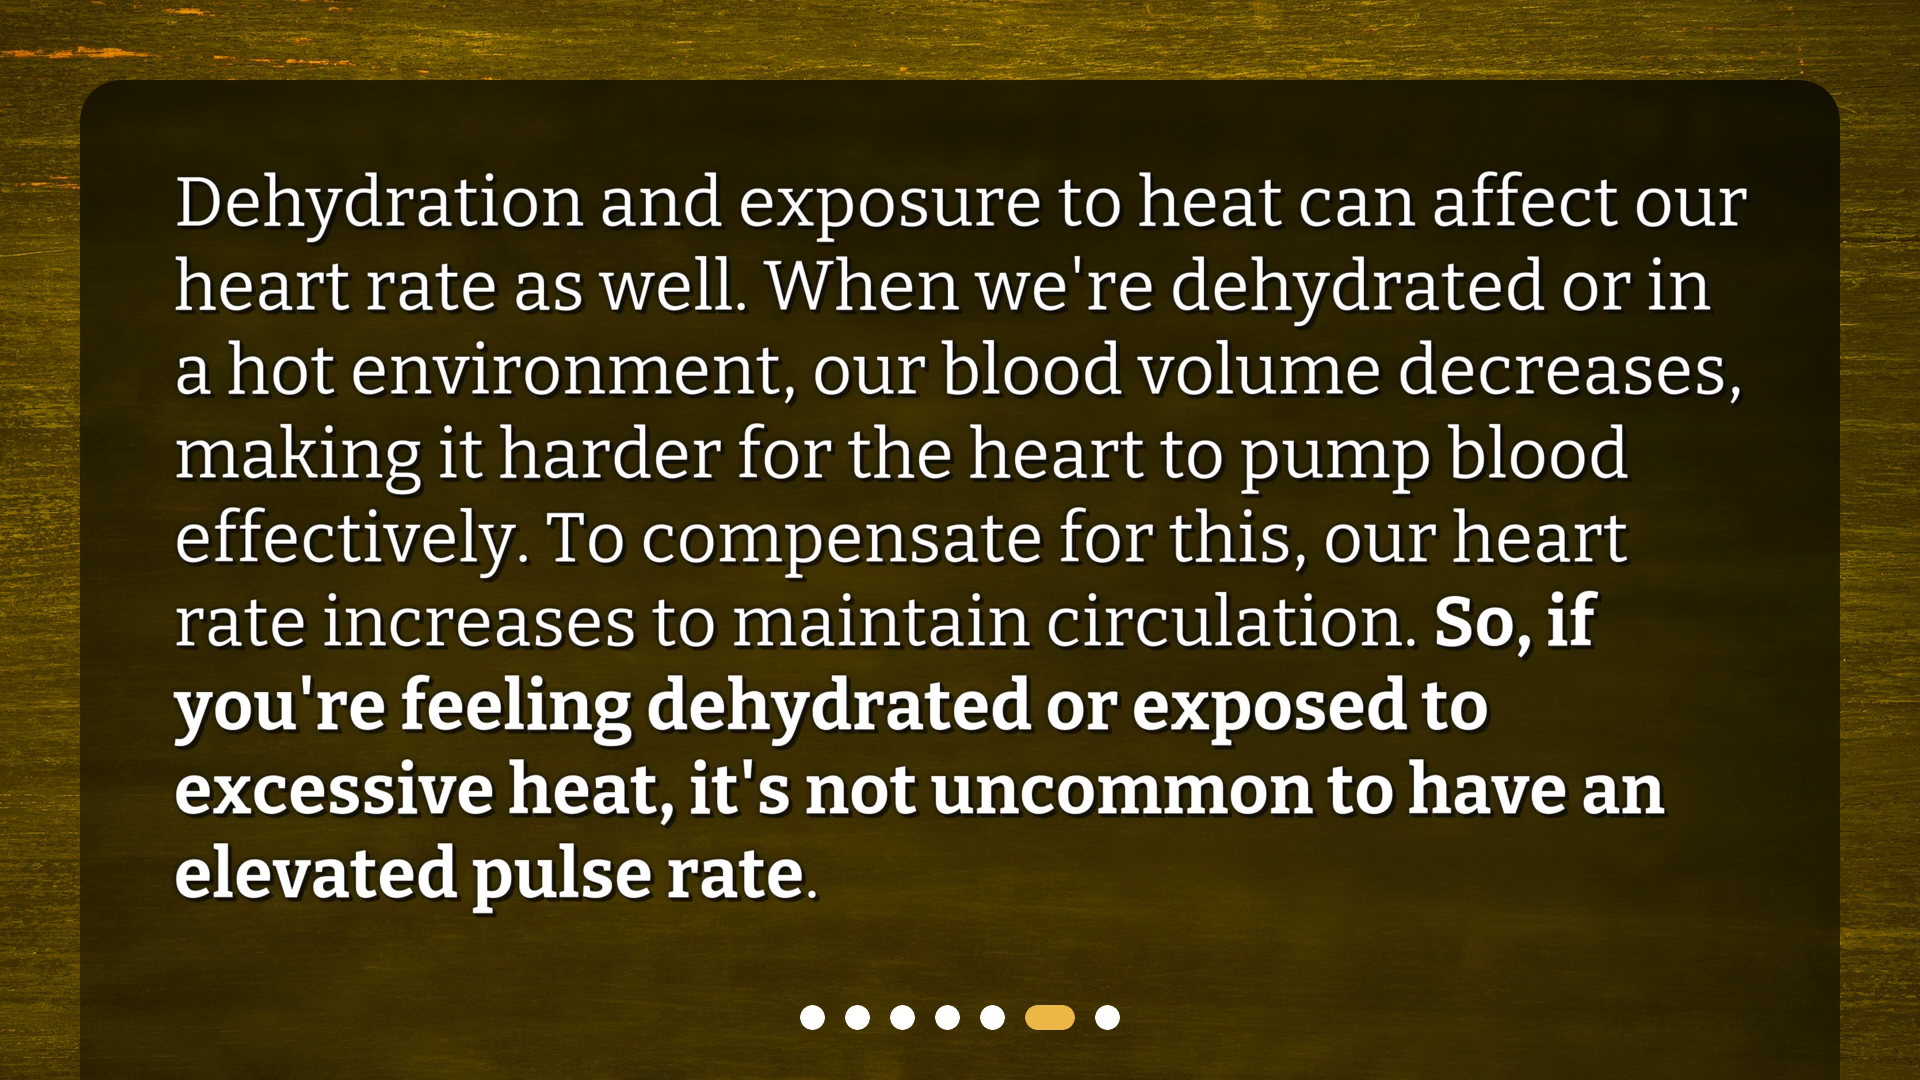 Dehydration and exposure to heat can affect our
heart rate as well. When we're dehydrated or in
a hot environment, our blood volume decreases,
making it harder for the heart to pump blood
effectively. To compensate for this, our heart
rate increases to maintain circulation. So, if
you're feeling dehydrated or exposed to
excessive heat, it's not uncommon to have an
elevated pulse rate.